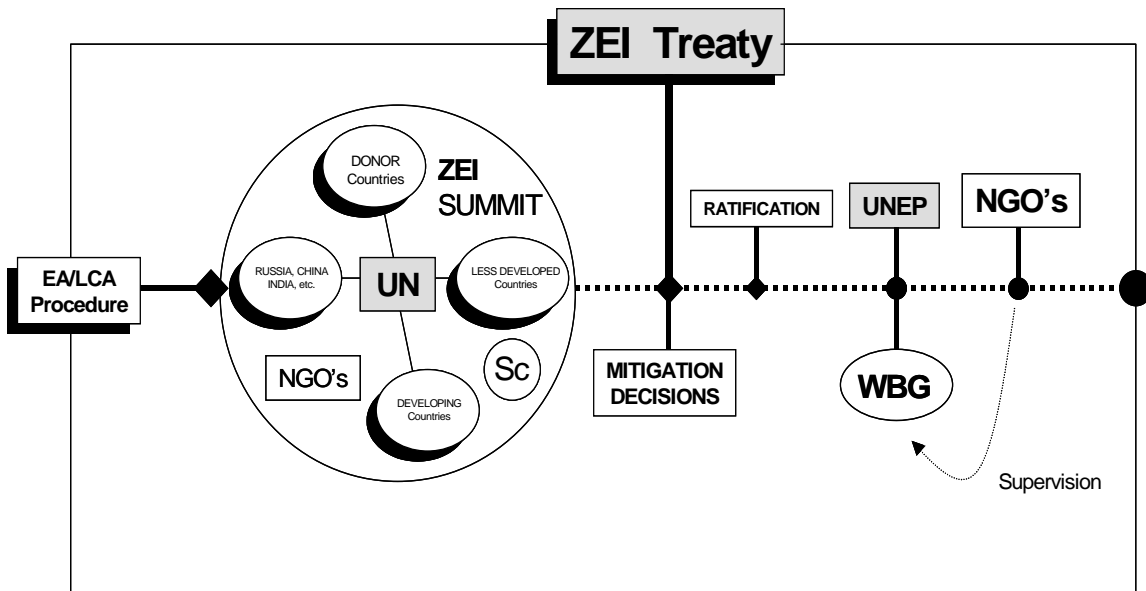 ZEI Treaty
DONOR
Countries
ZEI
SUMMIT
RUSSIA, CHINA
INDIA, etc.
UN
LESS DEVELOPED
Countries
NGO's
Sc
DEVELOPING
Countries
EA/LCA
Procedure
MITIGATION
DECISIONS
RATIFICATION
UNEP
WBG
NGO's
Supervision